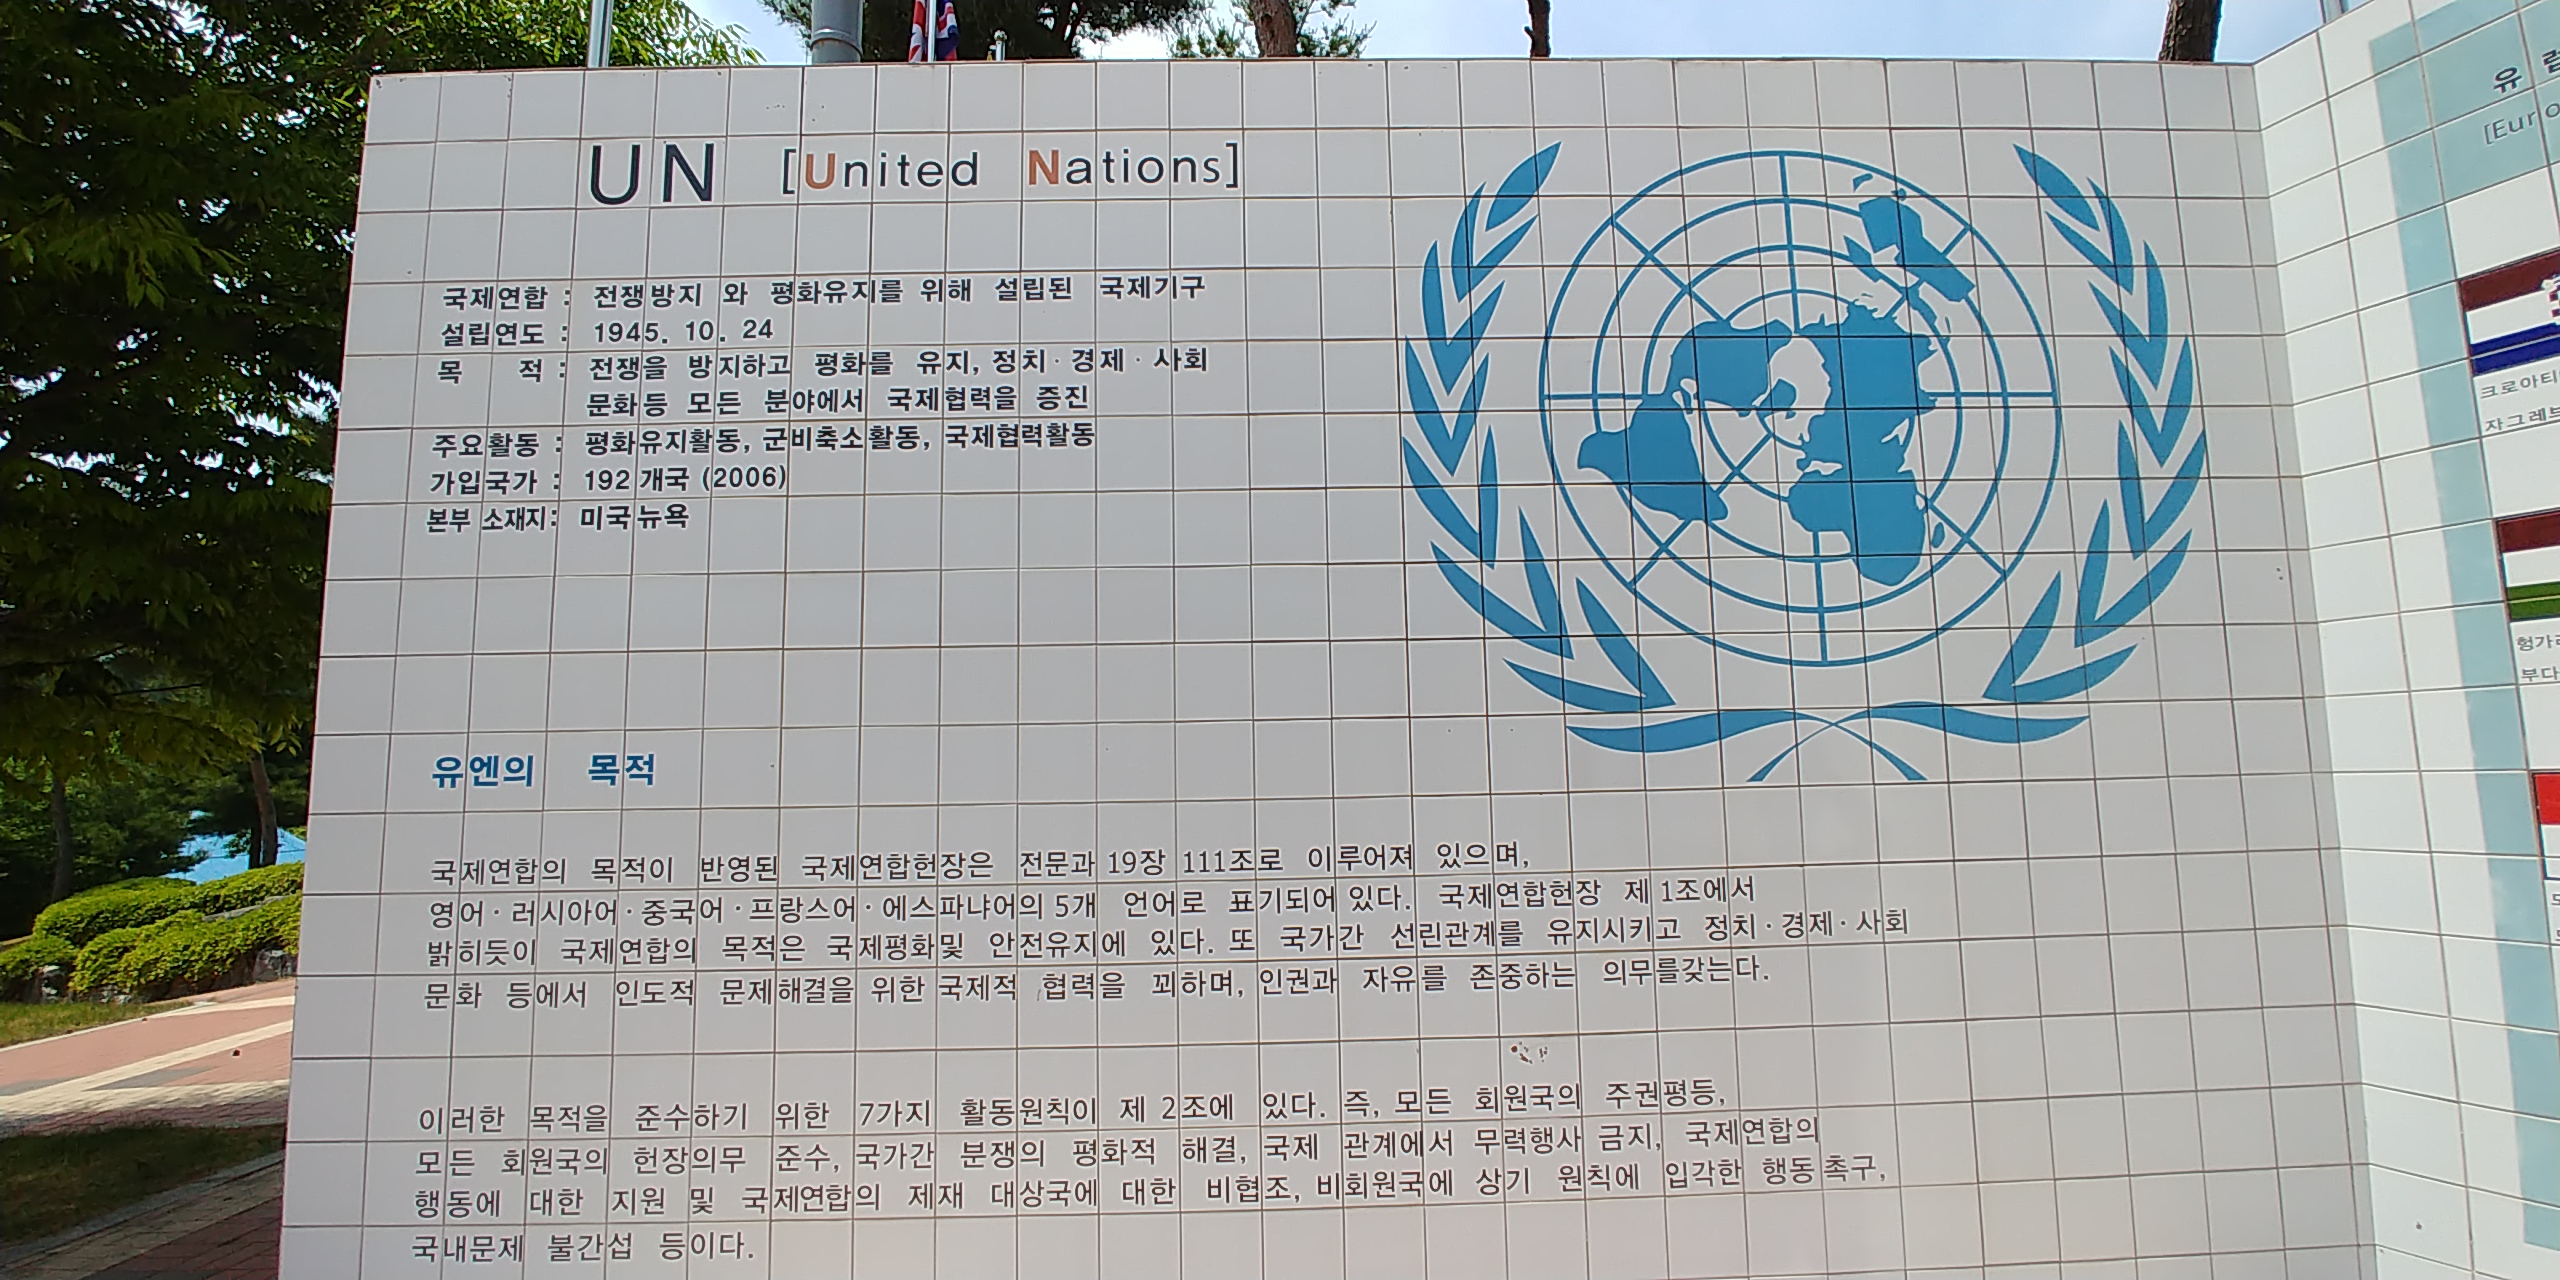 UN [United Nations]
국제연합 : 전쟁방지 와 평화유지를 위해 설립된 국제기구
설립연도 : 1945. 10. 24
목 적 : 전쟁을 방지하고 평화를 유지, 정치·경제·사회
문화등 모든 분야에서 국제협력을 증진
주요활동 : 평화유지활동, 군비축소활동, 국제협력활동
가입국가 : 192개국 (2006)
본부 소재지: 미국뉴욕
유엔의 목적
국제연합의 목적이 반영된 국제연합헌장은 전문과 19장 111조로 이루어져 있으며,
영어·러시아어·중국어·프랑스어·에스파냐어의 5개 언어로 표기되어 있다. 국제연합헌장 제 1조에서
밝히듯이 국제연합의 목적은 국제평화및 안전유지에 있다. 또 국가간 선린관계를 유지시키고 정치·경제·사회
문화 등에서 인도적 문제해결을 위한 국제적 협력을 꾀하며, 인권과 자유를 존중하는 의무를갖는다.
이러한 목적을 준수하기 위한 7가지 활동원칙이 제 2조에 있다. 즉, 모든 회원국의 주권평등,
모든 회원국의 헌장의무 준수, 국가간 분쟁의 평화적 해결, 국제 관계에서 무력행사 금지, 국제연합의
행동에 대한 지원 및 국제연합의 제재 대상국에 대한 비협조, 비회원국에 상기 원칙에 입각한 행동촉구,
국내문제 불간섭 등이다.
유럽
[Euro
크로아티
자그레브
헝가리
부다